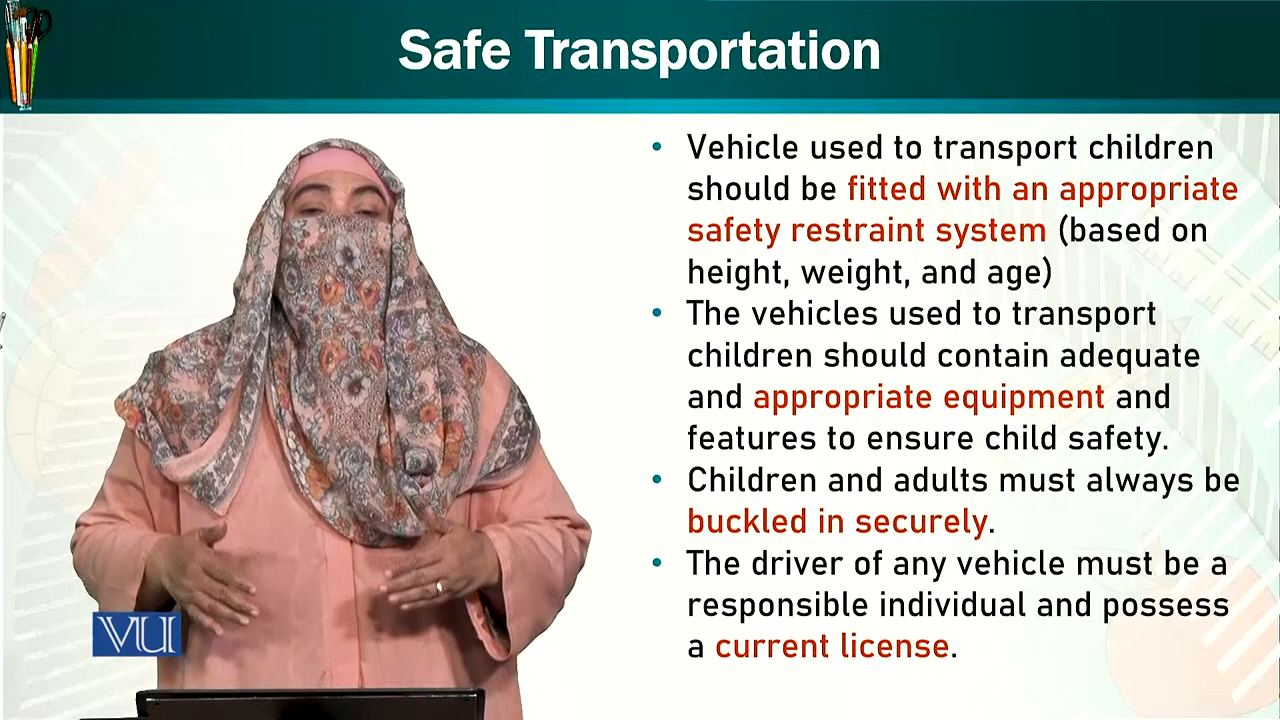 Safe Transportation
• Vehicle used to transport children
should be fitted with an appropriate
safety restraint system (based on
height, weight, and age)
• The vehicles used to transport
children should contain adequate
and appropriate equipment and
features to ensure child safety.
• Children and adults must always be
buckled in securely.
• The driver of any vehicle must be a
responsible individual and possess
a current license.
VU